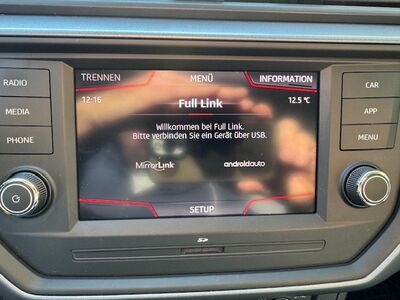 TRENNEN MENÜ INFORMATION
RADIO
CAR
12:16 Full Link 12.5 °C
MEDIA
APP
Willkommen bei Full Link.
Bitte verbinden Sie ein Gerät über USB.
PHONE
MENU
MirrorLink androidauto
SETUP
SD